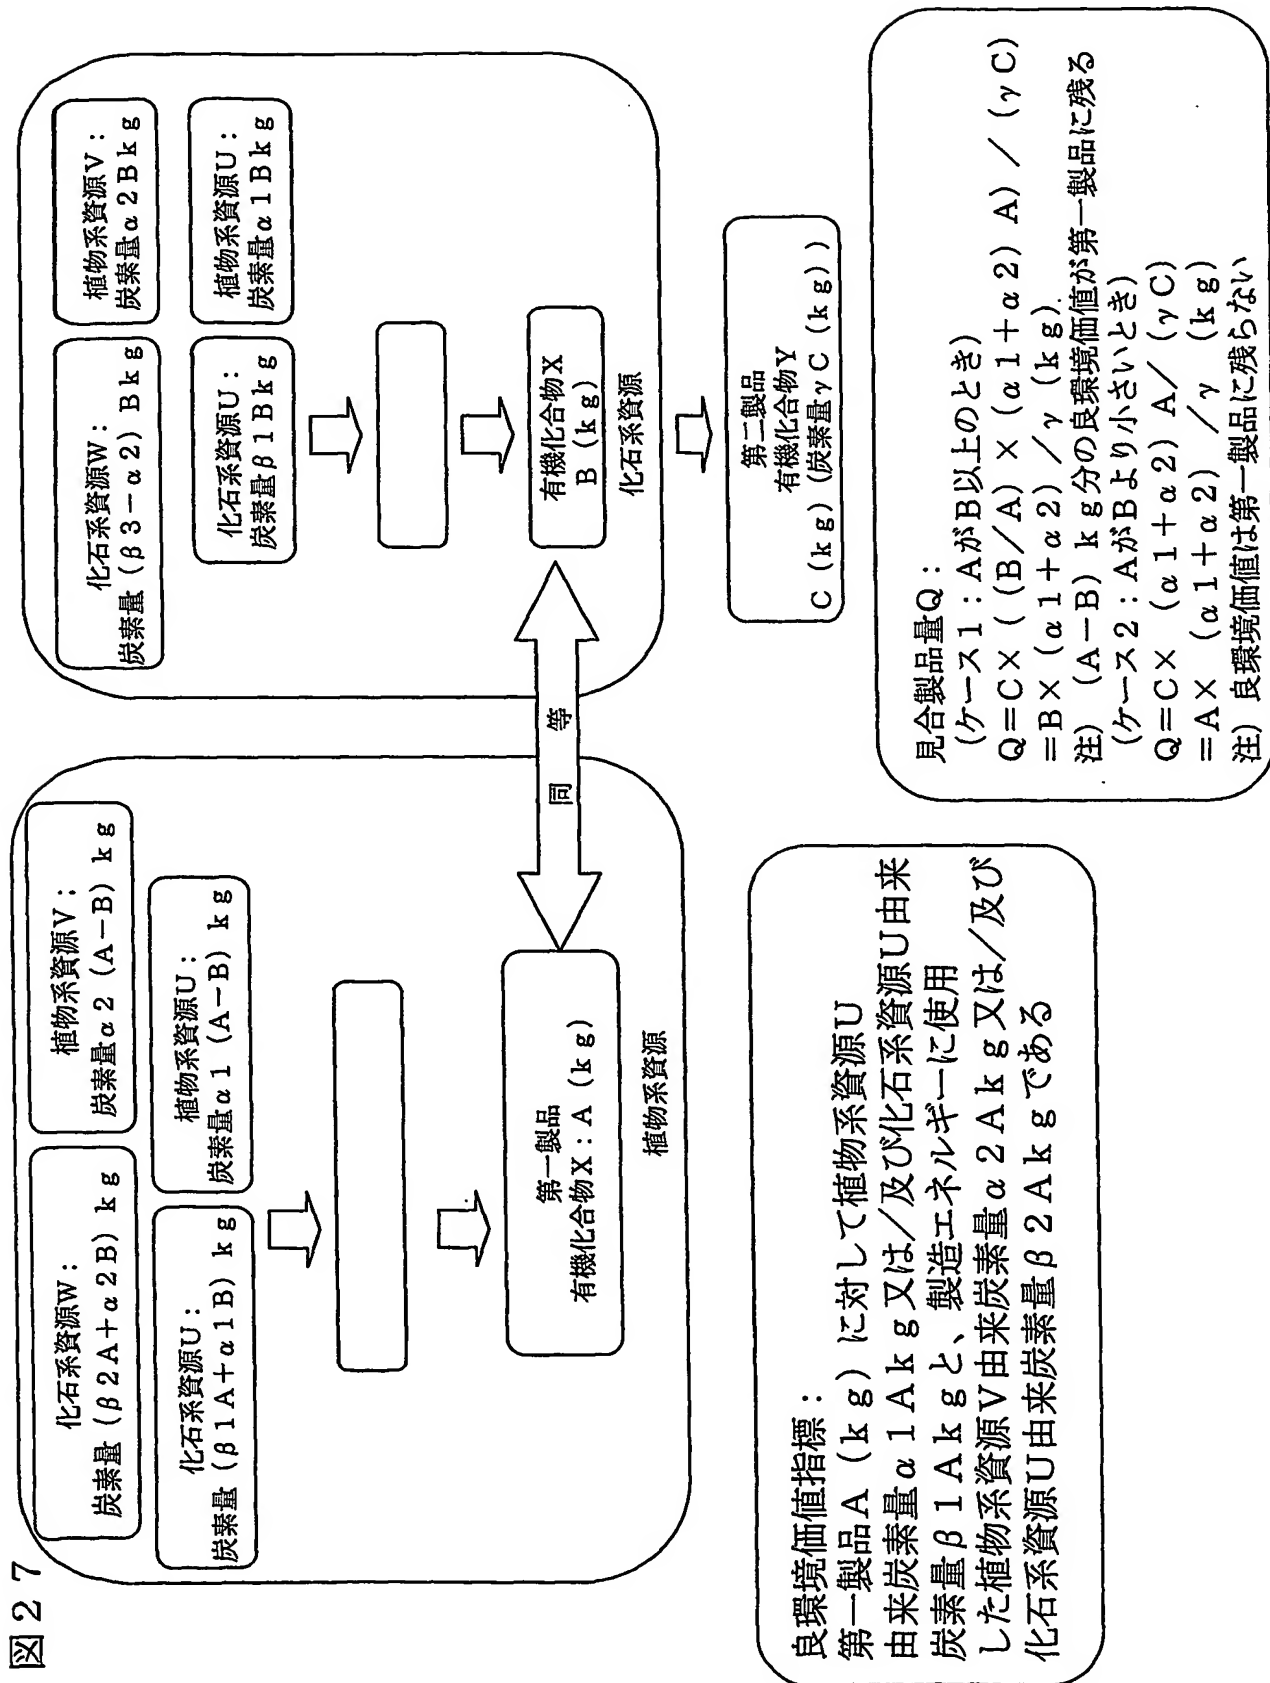 図27
化石系資源W：
炭素量（β2A＋α2B）kg
植物系資源V：
炭素量α2（A－B）kg
化石系資源U：
炭素量（β1A＋α1B）kg
植物系資源U：
炭素量α1（A－B）kg
第一製品
有機化合物X：A（kg）
植物系資源
同等
化石系資源W：
炭素量（β3－α2）Bkg
植物系資源V：
炭素量α2Bkg
化石系資源U：
炭素量β1Bkg
植物系資源U：
炭素量α1Bkg
有機化合物X
B（kg）
化石系資源
第二製品
有機化合物Y
C（kg）（炭素量γC（kg））
良環境価値指標：
第一製品A（kg）に対して植物系資源U
由来炭素量α1Akg又は/及び化石系資源U由来
炭素量β1Akgと、製造エネルギーに使用
した植物系資源V由来炭素量α2Akg又は/及び
化石系資源U由来炭素量β2Akgである
見合製品量Q：
（ケース1：AがB以上のとき）
Q＝C×（（B/A）×（α1＋α2）A）/（γC）
＝B×（α1＋α2）/γ（kg）
注）（A－B）kg分の良環境価値が第一製品に残る
（ケース2：AがBより小さいとき）
Q＝C×（α1＋α2）A/（γC）
＝A×（α1＋α2）/γ（kg）
注）良環境価値は第一製品に残らない